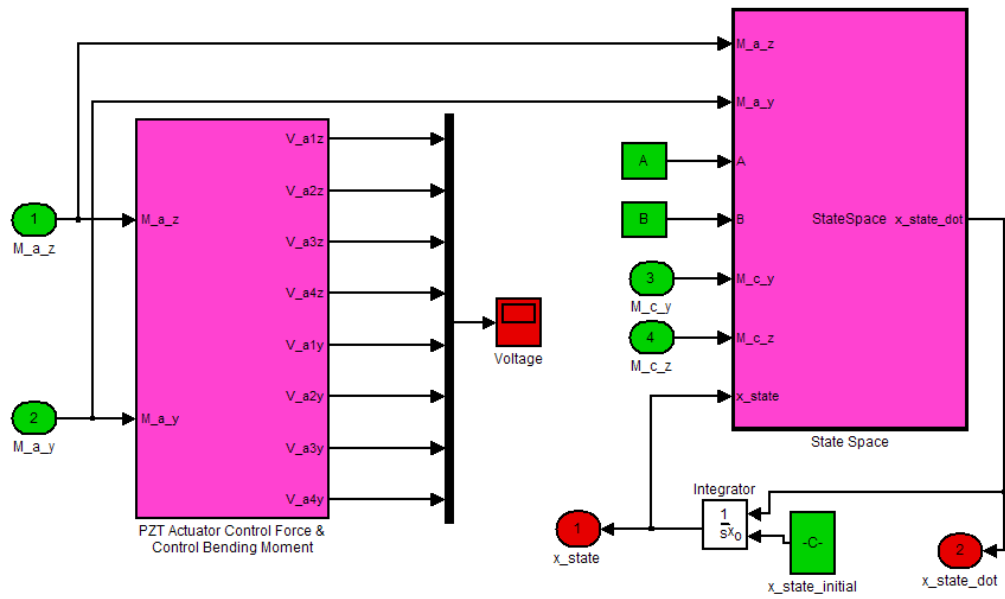 M_a_z
M_a_y
A
B
M_c_y
M_c_z
x_state
StateSpace
x_state_dot
State Space
V_a1z
V_a2z
V_a3z
V_a4z
V_a1y
V_a2y
V_a3y
V_a4y
M_a_z
M_a_y
PZT Actuator Control Force &
Control Bending Moment
1
M_a_z
2
M_a_y
Voltage
A
B
3
M_c_y
4
M_c_z
Integrator
1
s
xo
-C-
x_state_initial
1
x_state
2
x_state_dot